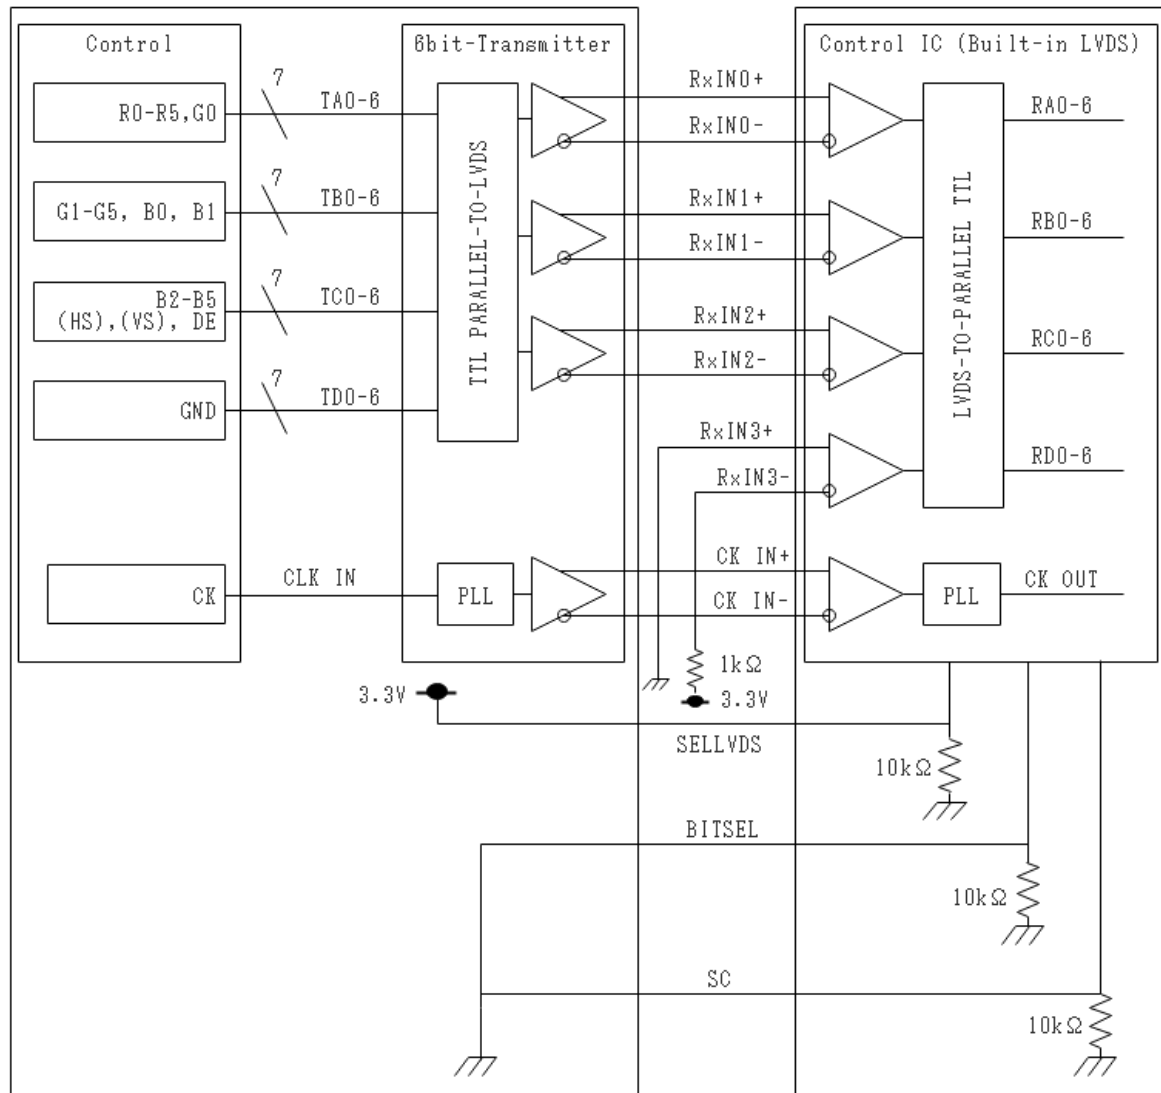 Control
6bit-Transmitter
Control IC (Built-in LVDS)
R0-R5,G0
7
TA0-6
RxIN0+
RxIN0-
RA0-6
G1-G5, B0, B1
7
TB0-6
RxIN1+
RxIN1-
RB0-6
B2-B5
(HS),(VS), DE
7
TC0-6
RxIN2+
RxIN2-
RC0-6
GND
7
TD0-6
RxIN3+
RxIN3-
RD0-6
TTL PARALLEL-TO-LVDS
LVDS-TO-PARALLEL TTL
CK
CLK IN
PLL
CK IN+
CK IN-
PLL
CK OUT
1kΩ
3.3V
3.3V
SELLVDS
10kΩ
BITSEL
10kΩ
SC
10kΩ